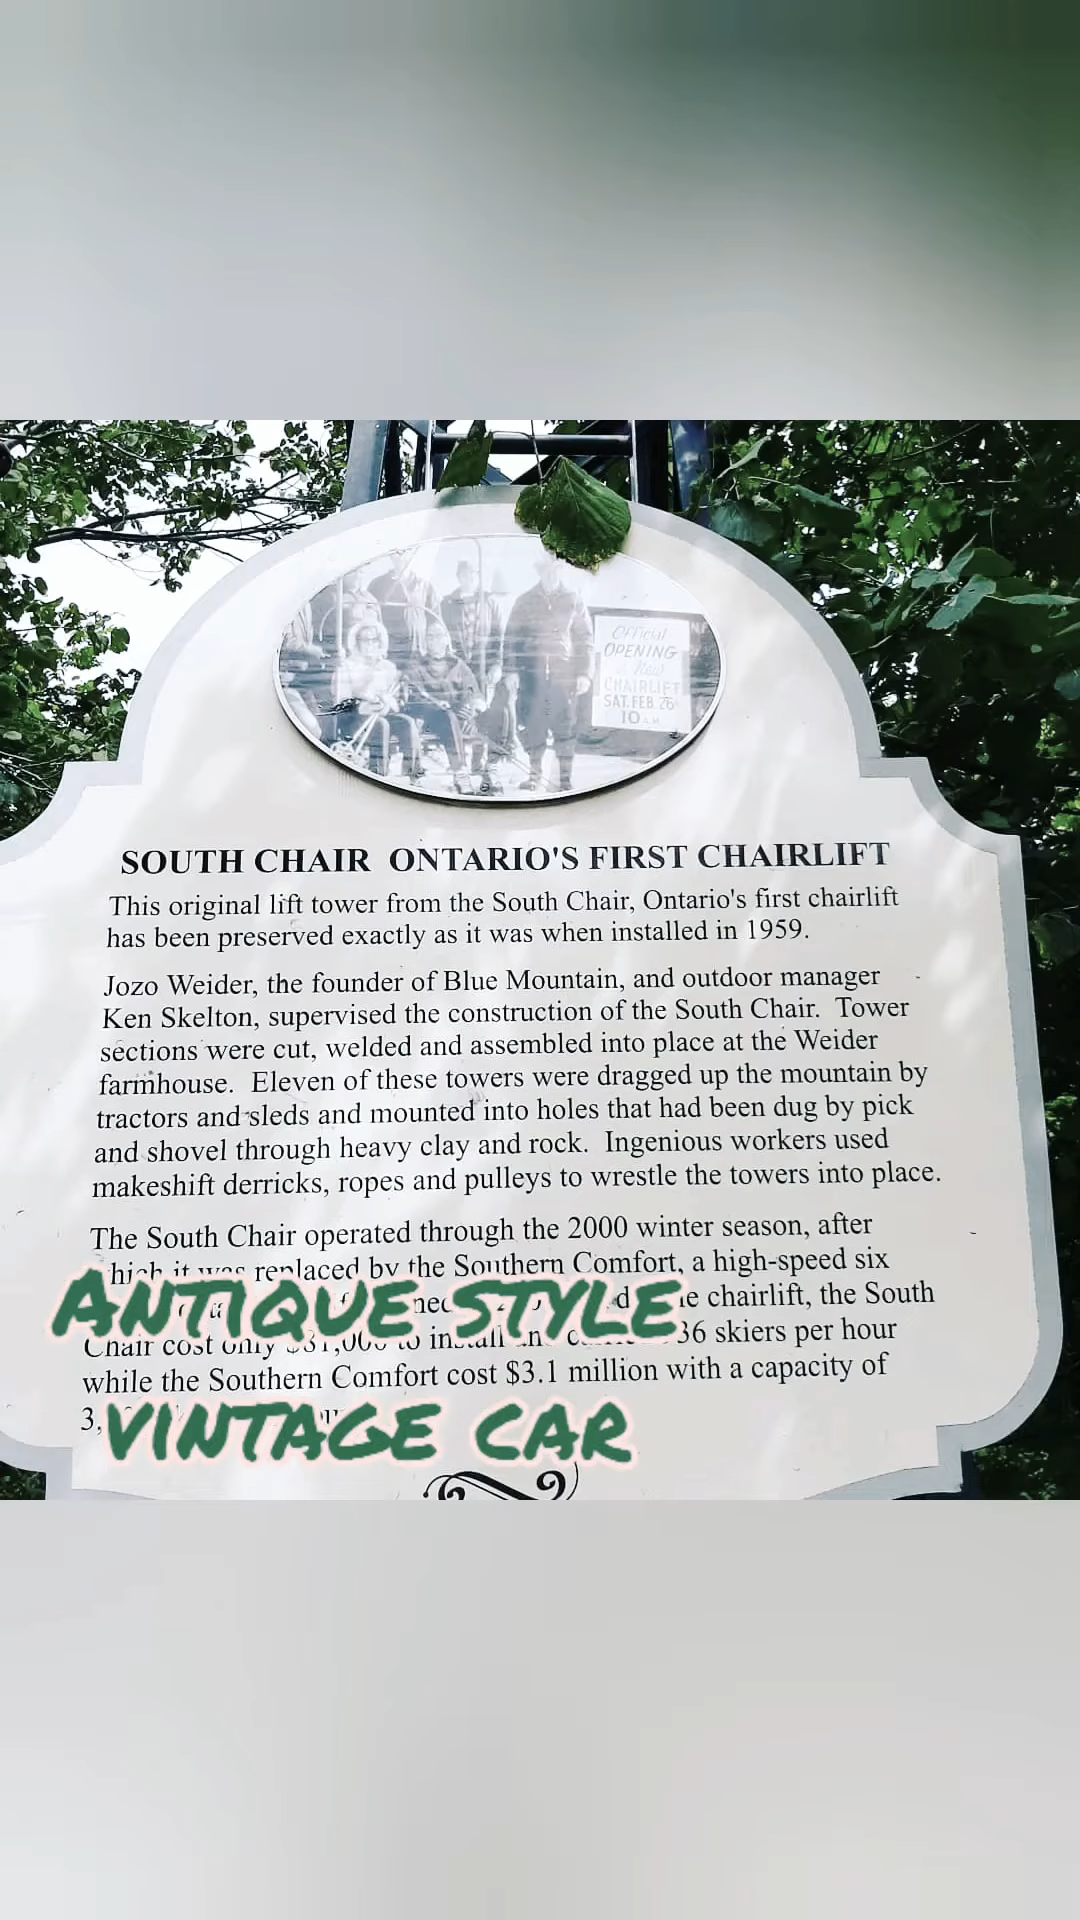 Official
OPENING
New
CHAIRLIFT
SAT. FEB 26
10 A.M
SOUTH CHAIR ONTARIO'S FIRST CHAIRLIFT
This original lift tower from the South Chair, Ontario's first chairlift
has been preserved exactly as it was when installed in 1959.
Jozo Weider, the founder of Blue Mountain, and outdoor manager
Ken Skelton, supervised the construction of the South Chair. Tower
sections were cut, welded and assembled into place at the Weider
farmhouse. Eleven of these towers were dragged up the mountain by
tractors and sleds and mounted into holes that had been dug by pick
and shovel through heavy clay and rock. Ingenious workers used
makeshift derricks, ropes and pulleys to wrestle the towers into place.
The South Chair operated through the 2000 winter season, after
which it was replaced by the Southern Comfort, a high-speed six
chairlift, the South
ANTIQUE STYLE
Chair cost only to install skiers per hour
while the Southern Comfort cost $3.1 million with a capacity of
VINTAGE CAR